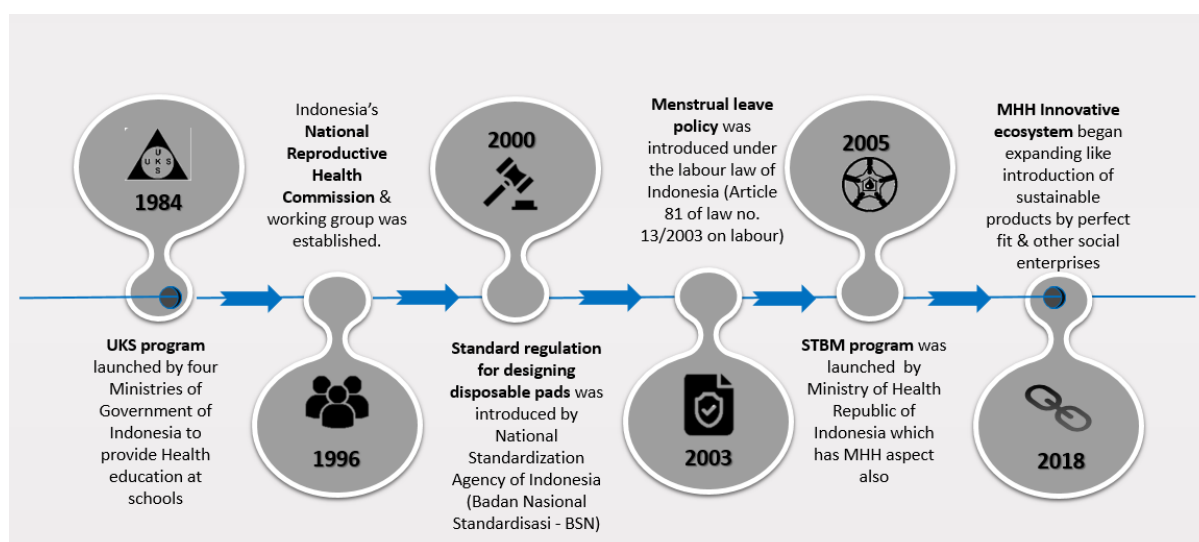 U
U K S
S
1984
UKS program
launched by four
Ministries of
Government of
Indonesia to
provide Health
education at
schools
Indonesia's
National
Reproductive
Health
Commission &
working group was
established.
1996
2000
Standard regulation
for designing
disposable pads was
introduced by
National
Standardization
Agency of Indonesia
(Badan Nasional
Standardisasi - BSN)
Menstrual leave
policy was
introduced under
the labour law of
Indonesia (Article
81 of law no.
13/2003 on labour)
2003
2005
STBM program was
launched by
Ministry of Health
Republic of
Indonesia which
has MHH aspect
also
MHH Innovative
ecosystem began
expanding like
introduction of
sustainable
products by perfect
fit & other social
enterprises
2018